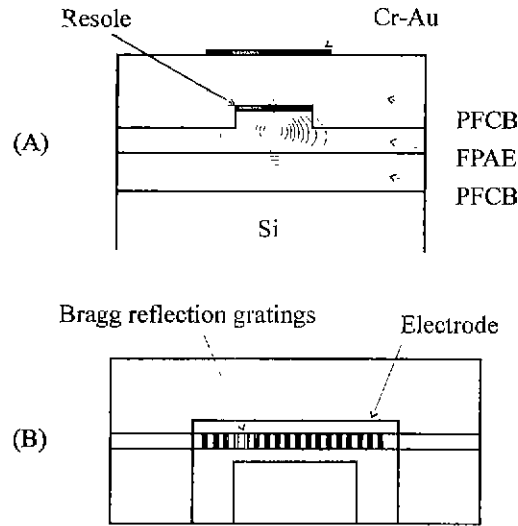 Resole
Cr-Au
(A)
PFCB
FPAE
PFCB
Si
Bragg reflection gratings
Electrode
(B)